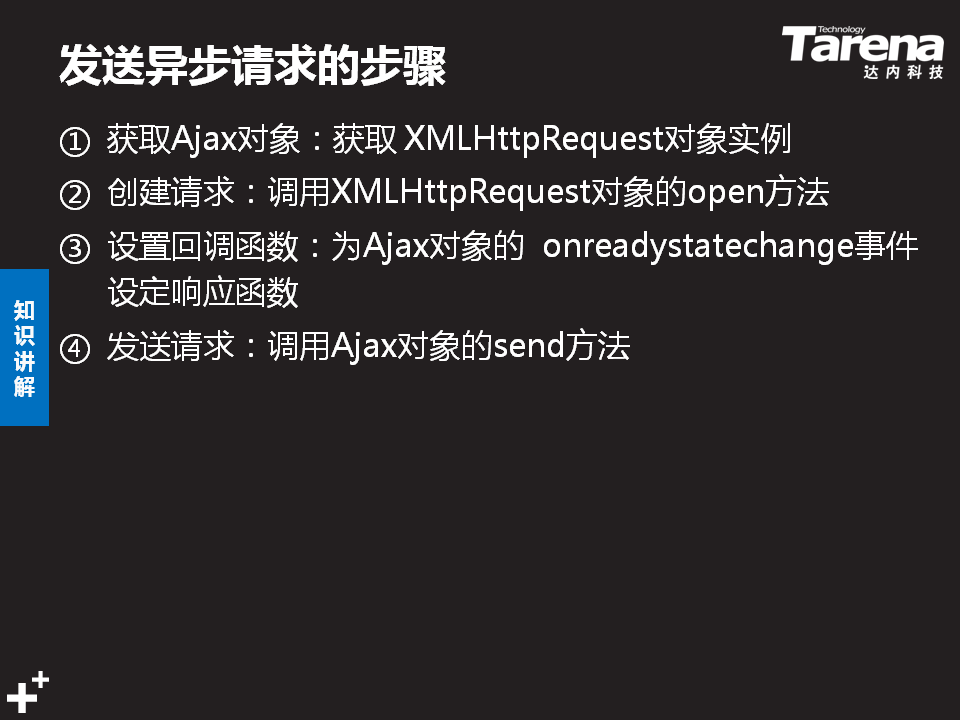 发送异步请求的步骤
Technology
Tarena
达内科技
① 获取Ajax对象：获取 XMLHttpRequest对象实例
② 创建请求：调用XMLHttpRequest对象的open方法
③ 设置回调函数：为Ajax对象的 onreadystatechange事件
设定响应函数
④ 发送请求：调用Ajax对象的send方法
知识讲解